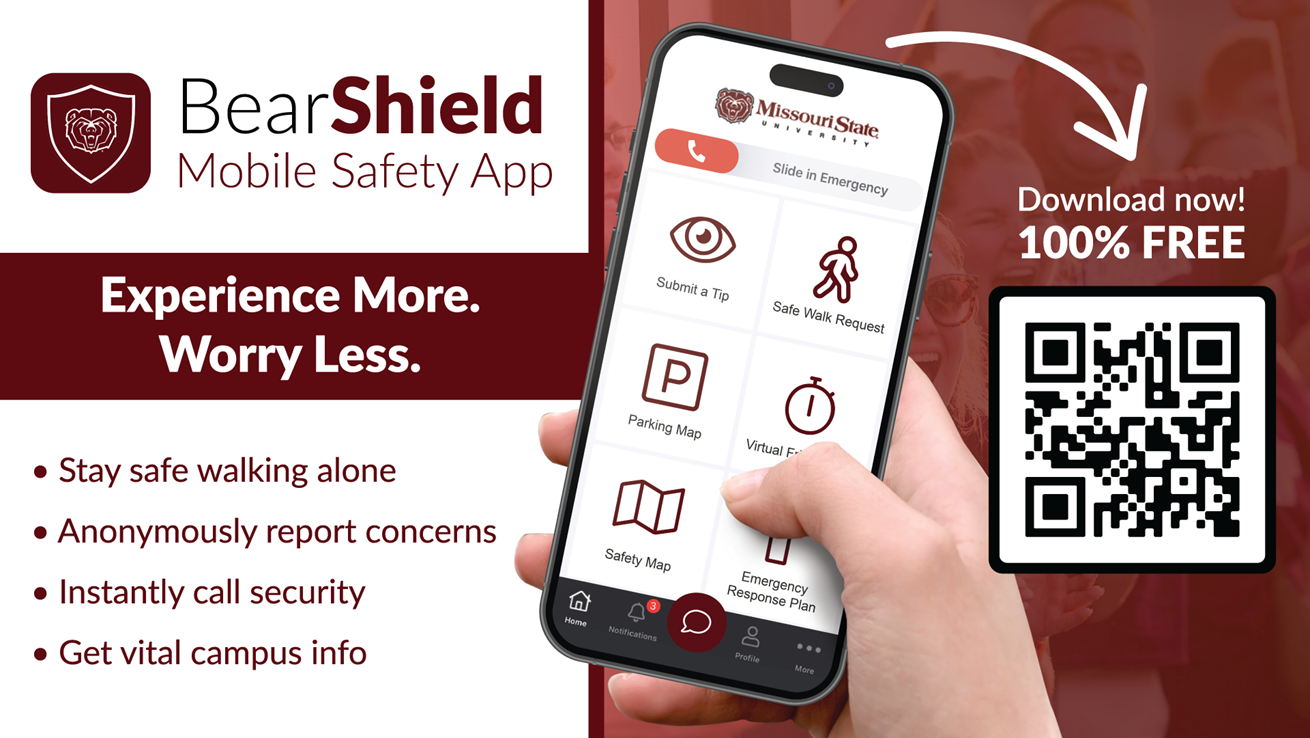 BearShield
Mobile Safety App
Experience More.
Worry Less.
• Stay safe walking alone
• Anonymously report concerns
• Instantly call security
• Get vital campus info
Missouri State
UNIVERSITY
Slide in Emergency
Submit a Tip
Safe Walk Request
Parking Map
Virtual
Safety Map
Emergency
Response Plan
Home
3
Notifications
Profile
More
Download now!
100% FREE